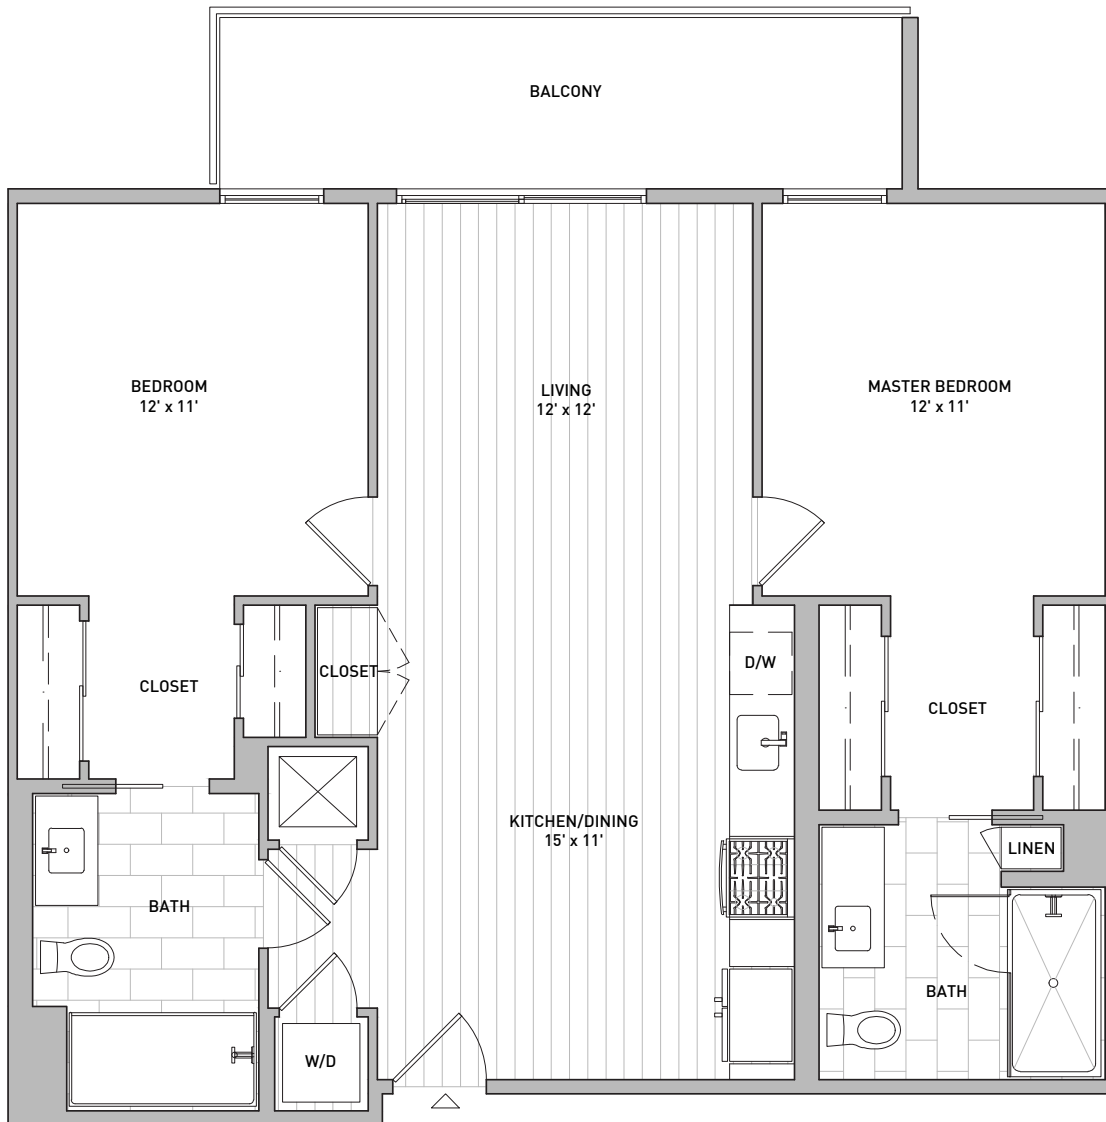 BALCONY
BEDROOM
12' x 11'
LIVING
12' x 12'
MASTER BEDROOM
12' x 11'
CLOSET
CLOSET
D/W
CLOSET
KITCHEN/DINING
15' x 11'
LINEN
BATH
BATH
W/D